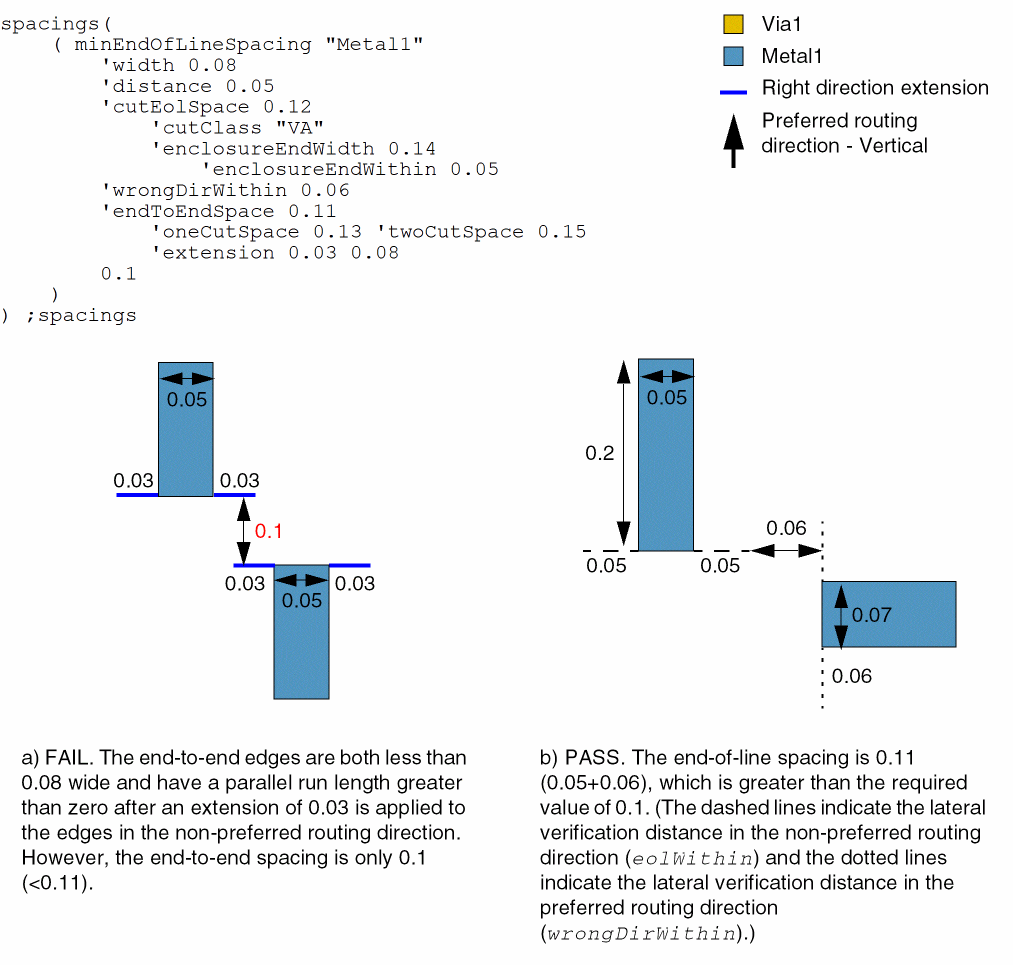 spacings(
( minEndOfLineSpacing "Metal1"
'width 0.08
'distance 0.05
'cutEolSpace 0.12
'cutClass "VA"
'enclosureEndWidth 0.14
'enclosureEndWithin 0.05
'wrongDirWithin 0.06
'endToEndSpace 0.11
'oneCutSpace 0.13 'twoCutSpace 0.15
'extension 0.03 0.08
0.1
)
) ;spacings
Via1
Metal1
Right direction extension
Preferred routing
direction - Vertical
0.05
0.03
0.03
0.1
0.03
0.03
0.05
0.05
0.2
0.06
0.05
0.05
0.07
0.06
a) FAIL. The end-to-end edges are both less than
0.08 wide and have a parallel run length greater
than zero after an extension of 0.03 is applied to
the edges in the non-preferred routing direction.
However, the end-to-end spacing is only 0.1
(<0.11).
b) PASS. The end-of-line spacing is 0.11
(0.05+0.06), which is greater than the required
value of 0.1. (The dashed lines indicate the lateral
verification distance in the non-preferred routing
direction (eolWithin) and the dotted lines
indicate the lateral verification distance in the
preferred routing direction
(wrongDirWithin).)